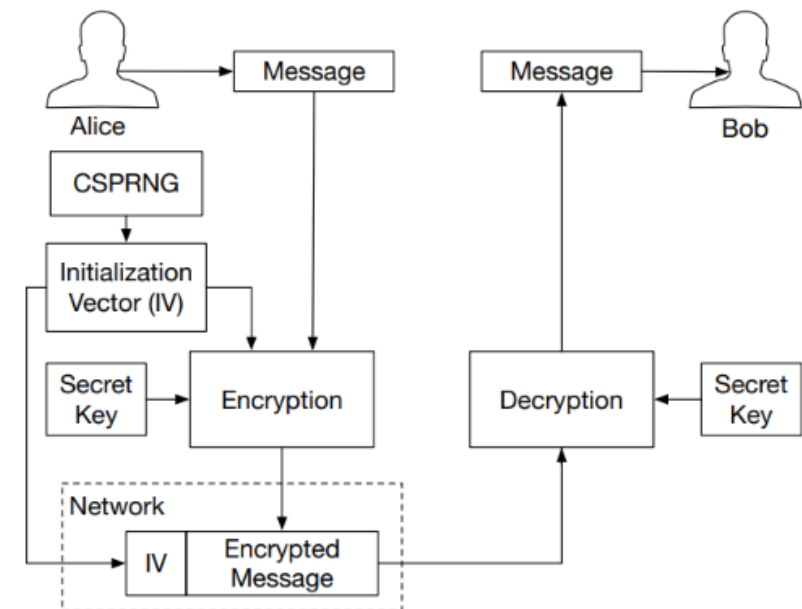 Message
Message
Alice
Bob
CSPRNG
Initialization
Vector (IV)
Secret
Key
Encryption
Decryption
Secret
Key
Network
IV
Encrypted
Message